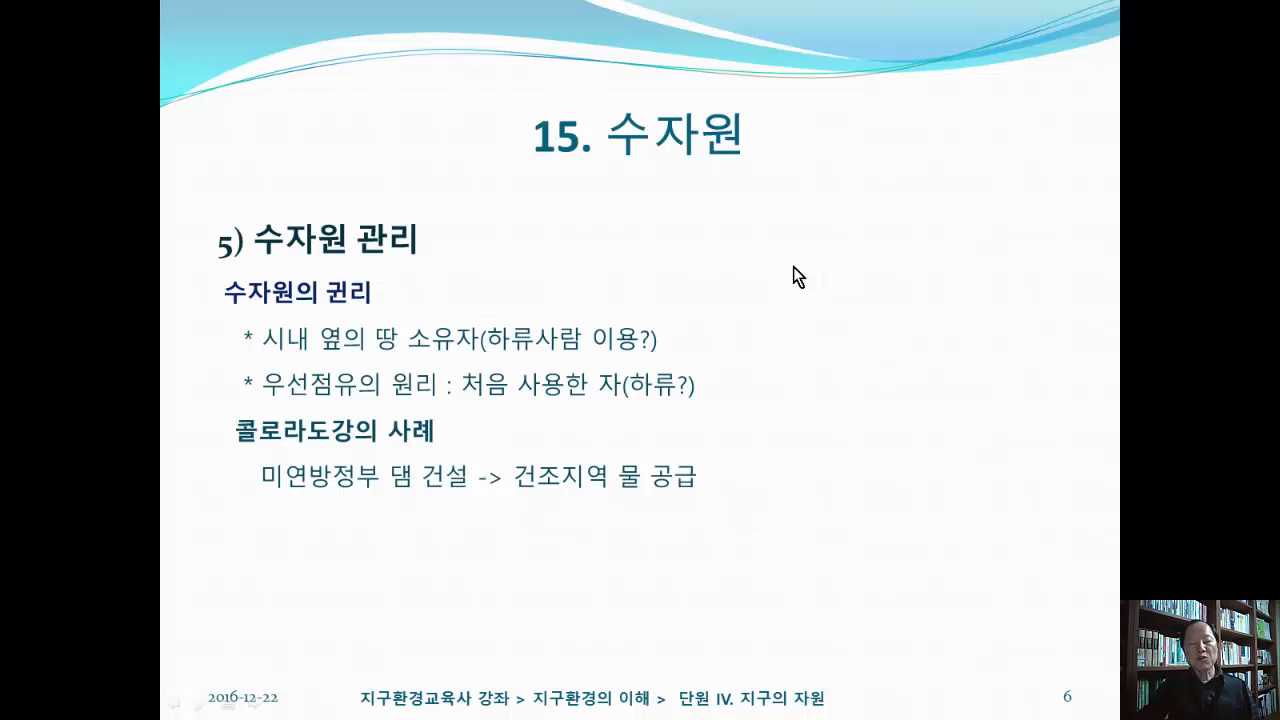 15. 수자원
5) 수자원 관리
수자원의 권리
* 시내 옆의 땅 소유자(하류사람 이용?)
* 우선점유의 원리 : 처음 사용한 자(하류?)
콜로라도강의 사례
미연방정부 댐 건설 -> 건조지역 물 공급
2016-12-22
지구환경교육사 강좌 > 지구환경의 이해 > 단원 IV. 지구의 자원
6